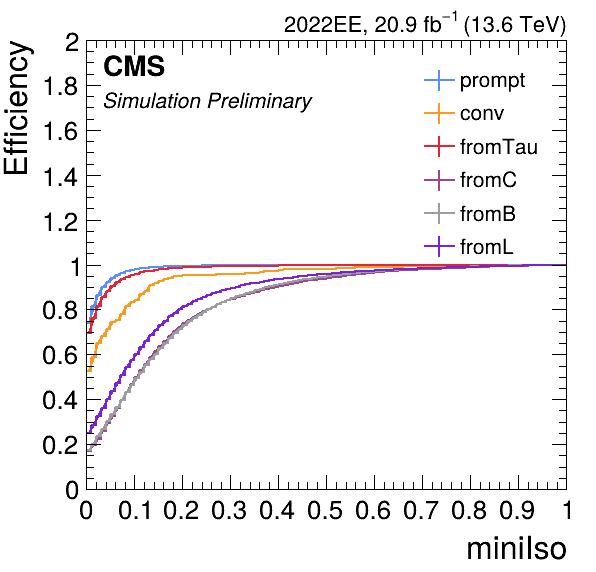 2022EE, 20.9 fb⁻¹ (13.6 TeV)
CMS
Simulation Preliminary
prompt
conv
fromTau
fromC
fromB
fromL
Efficiency
2
1.8
1.6
1.4
1.2
1
0.8
0.6
0.4
0.2
0
0 0.1 0.2 0.3 0.4 0.5 0.6 0.7 0.8 0.9 1
miniIso